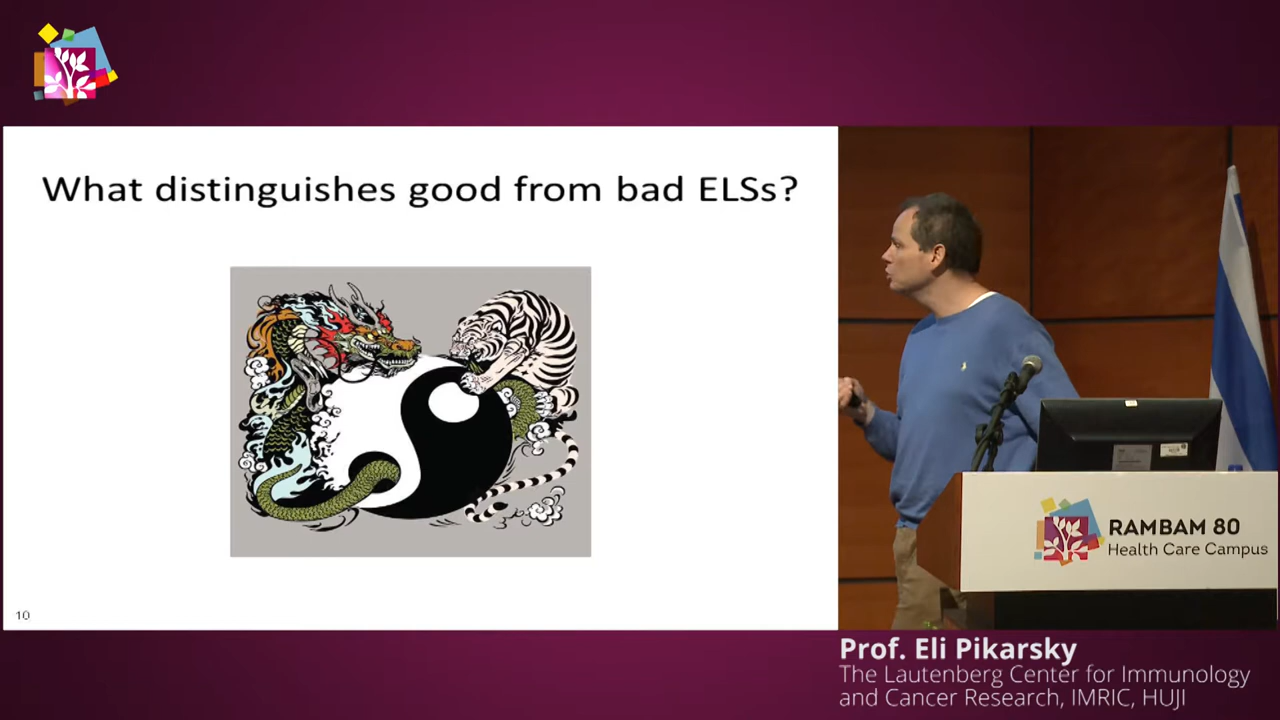 What distinguishes good from bad ELSs?
10
RAMBAM 80
Health Care Campus
Prof. Eli Pikarsky
The Lautenberg Center for Immunology
and Cancer Research, IMRIC, HUJI